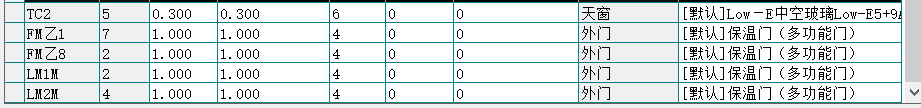 TC2 5 0.300 0.300 6 0 0 天窗 [默认]Low－E中空玻璃Low-E5+9A
FM乙1 7 1.000 1.000 4 0 0 外门 [默认]保温门（多功能门）
FM乙8 2 1.000 1.000 4 0 0 外门 [默认]保温门（多功能门）
LM1M 2 1.000 1.000 4 0 0 外门 [默认]保温门（多功能门）
LM2M 4 1.000 1.000 4 0 0 外门 [默认]保温门（多功能门）